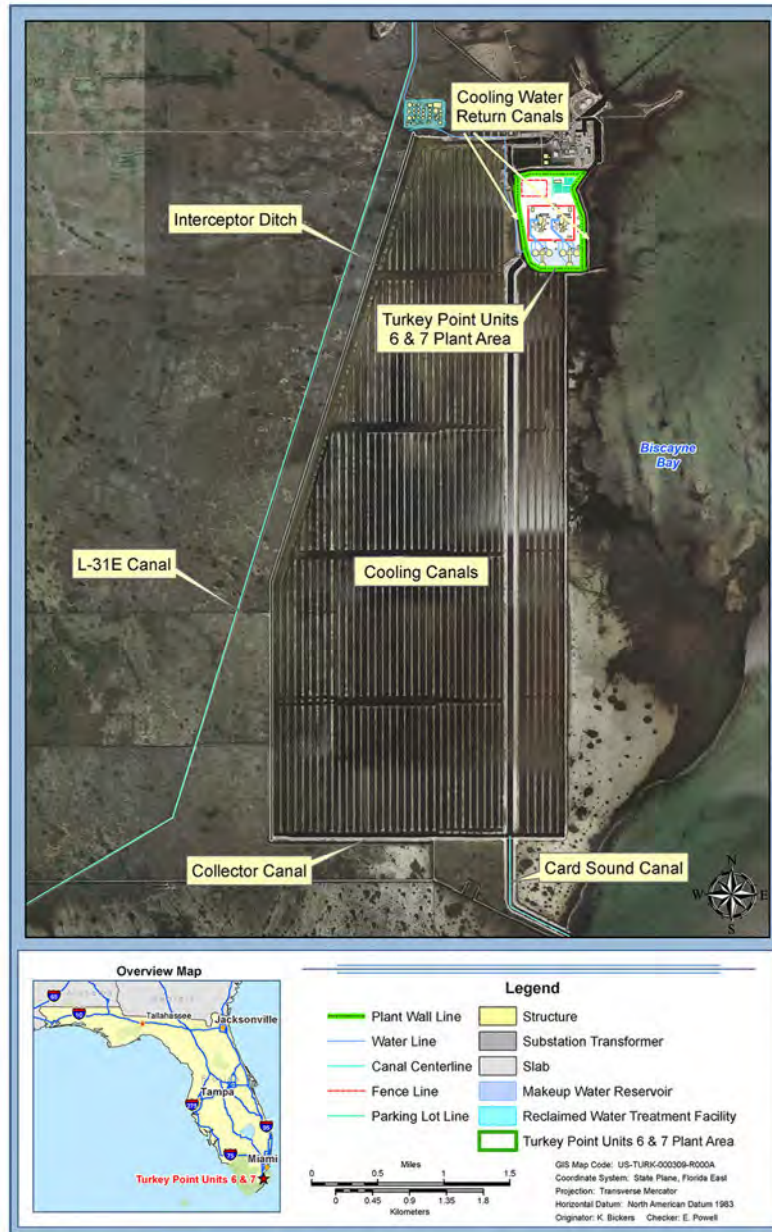 Cooling Water
Return Canals
Interceptor Ditch
Turkey Point Units
6 & 7 Plant Area
Biscayne
Bay
L-31E Canal
Cooling Canals
Collector Canal
Card Sound Canal
N
W
E
S
Overview Map
Tallahassee
Jacksonville
Tampa
Miami
Turkey Point Units 6 & 7
10
75
Legend
Plant Wall Line
Water Line
Canal Centerline
Fence Line
Parking Lot Line
Structure
Substation Transformer
Slab
Makeup Water Reservoir
Reclaimed Water Treatment Facility
Turkey Point Units 6 & 7 Plant Area
Miles
0 0.5 1 1.5
0 0.45 0.9 1.35 1.8
Kilometers
GIS Map Code: US-TURK-000309-R000A
Coordinate System: State Plane, Florida East
Projection: Transverse Mercator
Horizontal Datum: North American Datum 1983
Originator: K. Bickers Checker: E. Powell